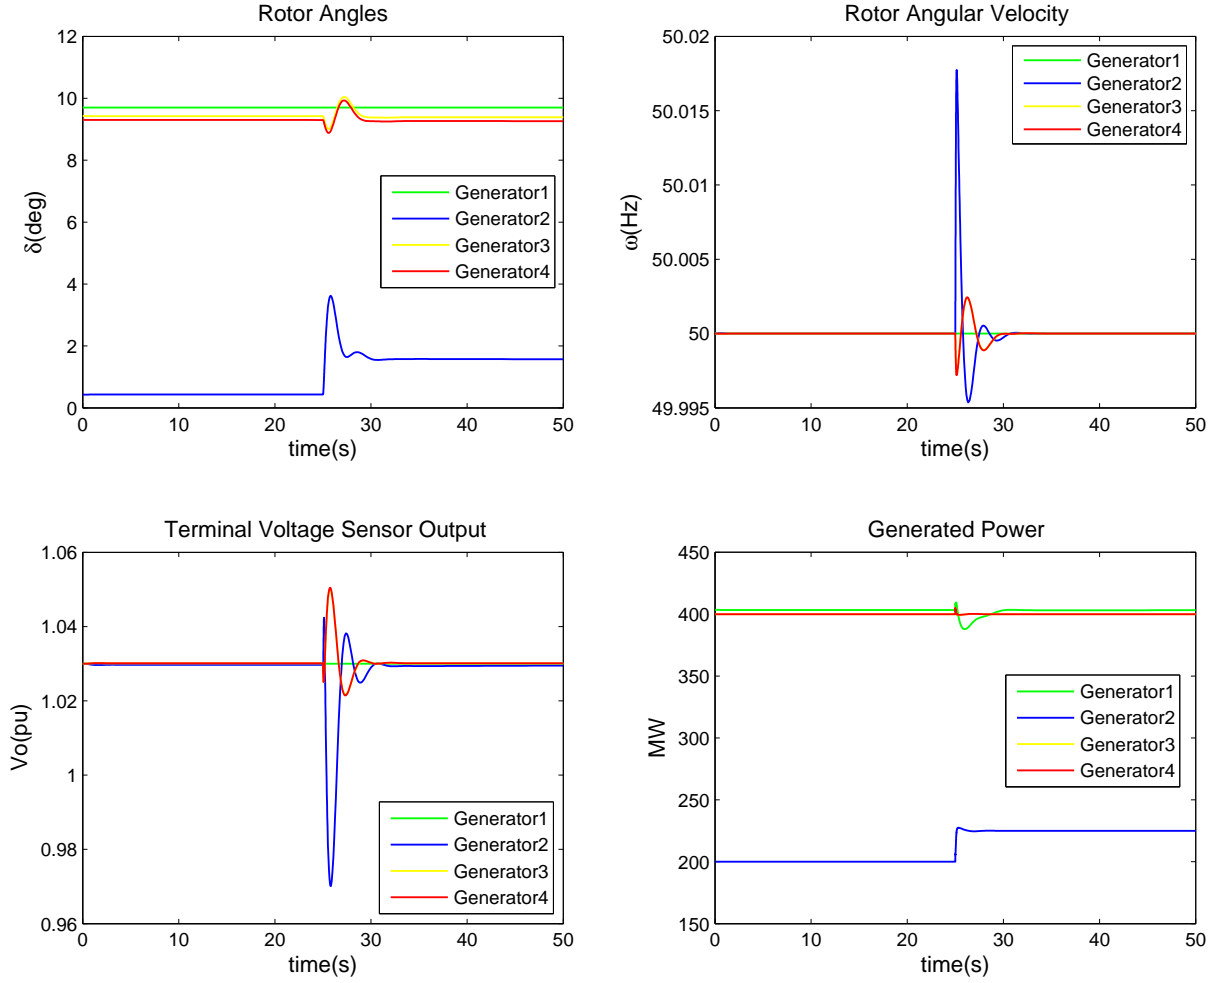 Rotor Angles
12
10
8
6
4
2
0
δ(deg)
Generator1
Generator2
Generator3
Generator4
0 10 20 30 40 50
time(s)
Rotor Angular Velocity
50.02
50.015
50.01
50.005
50
49.995
ω(Hz)
Generator1
Generator2
Generator3
Generator4
0 10 20 30 40 50
time(s)
Terminal Voltage Sensor Output
1.06
1.04
1.02
1
0.98
0.96
Vo(pu)
Generator1
Generator2
Generator3
Generator4
0 10 20 30 40 50
time(s)
Generated Power
450
400
350
300
250
200
150
MW
Generator1
Generator2
Generator3
Generator4
0 10 20 30 40 50
time(s)